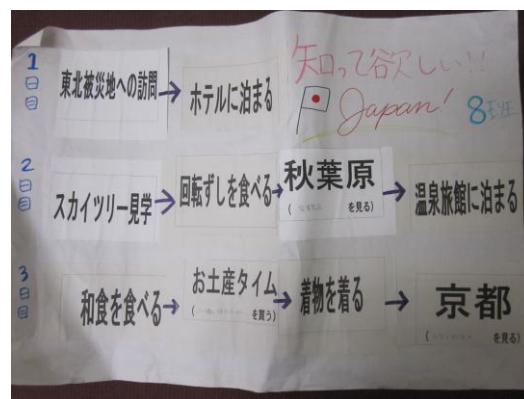 知って欲しい!!
Japan! 8班
1日目 東北被災地への訪問 → ホテルに泊まる
2日目 スカイツリー見学 → 回転ずしを食べる → 秋葉原 → 温泉旅館に泊まる
( を見る)
3日目 和食を食べる → お土産タイム → 着物を着る → 京都
( を買う) ( を見る)